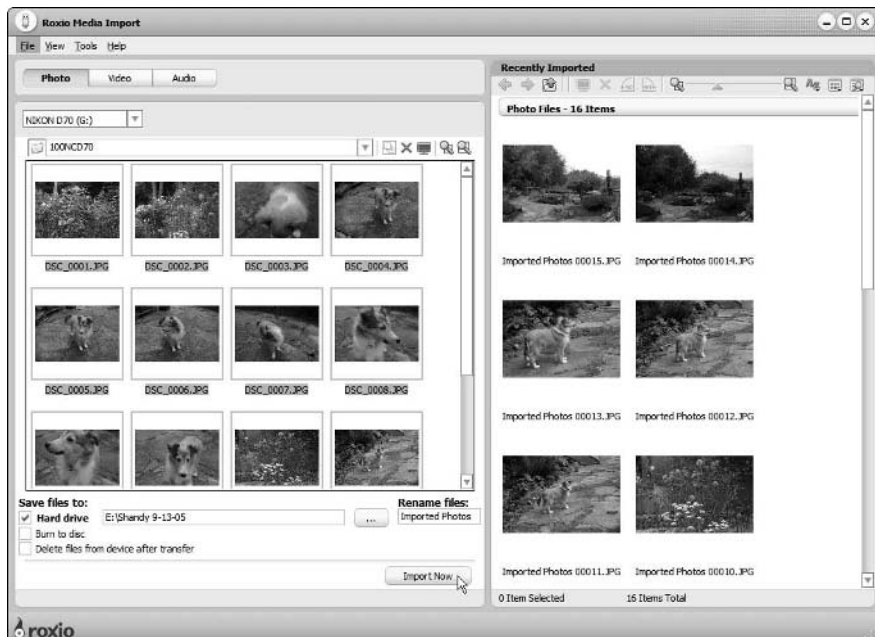 Roxio Media Import
File View Tools Help
Photo Video Audio
NIKON D70 (G:)
100NCD70
DSC_0001.JPG DSC_0002.JPG DSC_0003.JPG DSC_0004.JPG
DSC_0005.JPG DSC_0006.JPG DSC_0007.JPG DSC_0008.JPG
Save files to:
Hard drive E:\Shandy 9-13-05 ...
Rename files:
Imported Photos
Burn to disc
Delete files from device after transfer
Import Now
Recently Imported
Photo Files - 16 Items
Imported Photos 00015.JPG Imported Photos 00014.JPG
Imported Photos 00013.JPG Imported Photos 00012.JPG
Imported Photos 00011.JPG Imported Photos 00010.JPG
0 Item Selected 16 Items Total
roxio